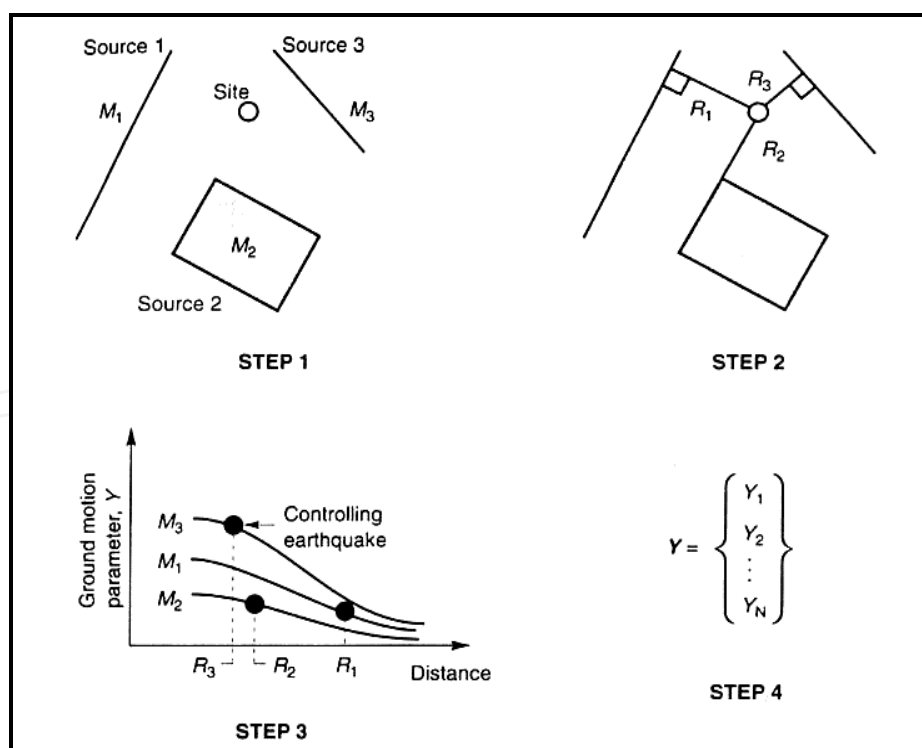 Source 1
Source 3
Site
M₁
M₃
M₂
Source 2
STEP 1
R₃
R₁
R₂
STEP 2
Ground motion
parameter, Y
M₃
M₁
M₂
Controlling
earthquake
R₃ R₂ R₁ Distance
STEP 3
Y =
Y₁
Y₂
⋮
Y_N
STEP 4